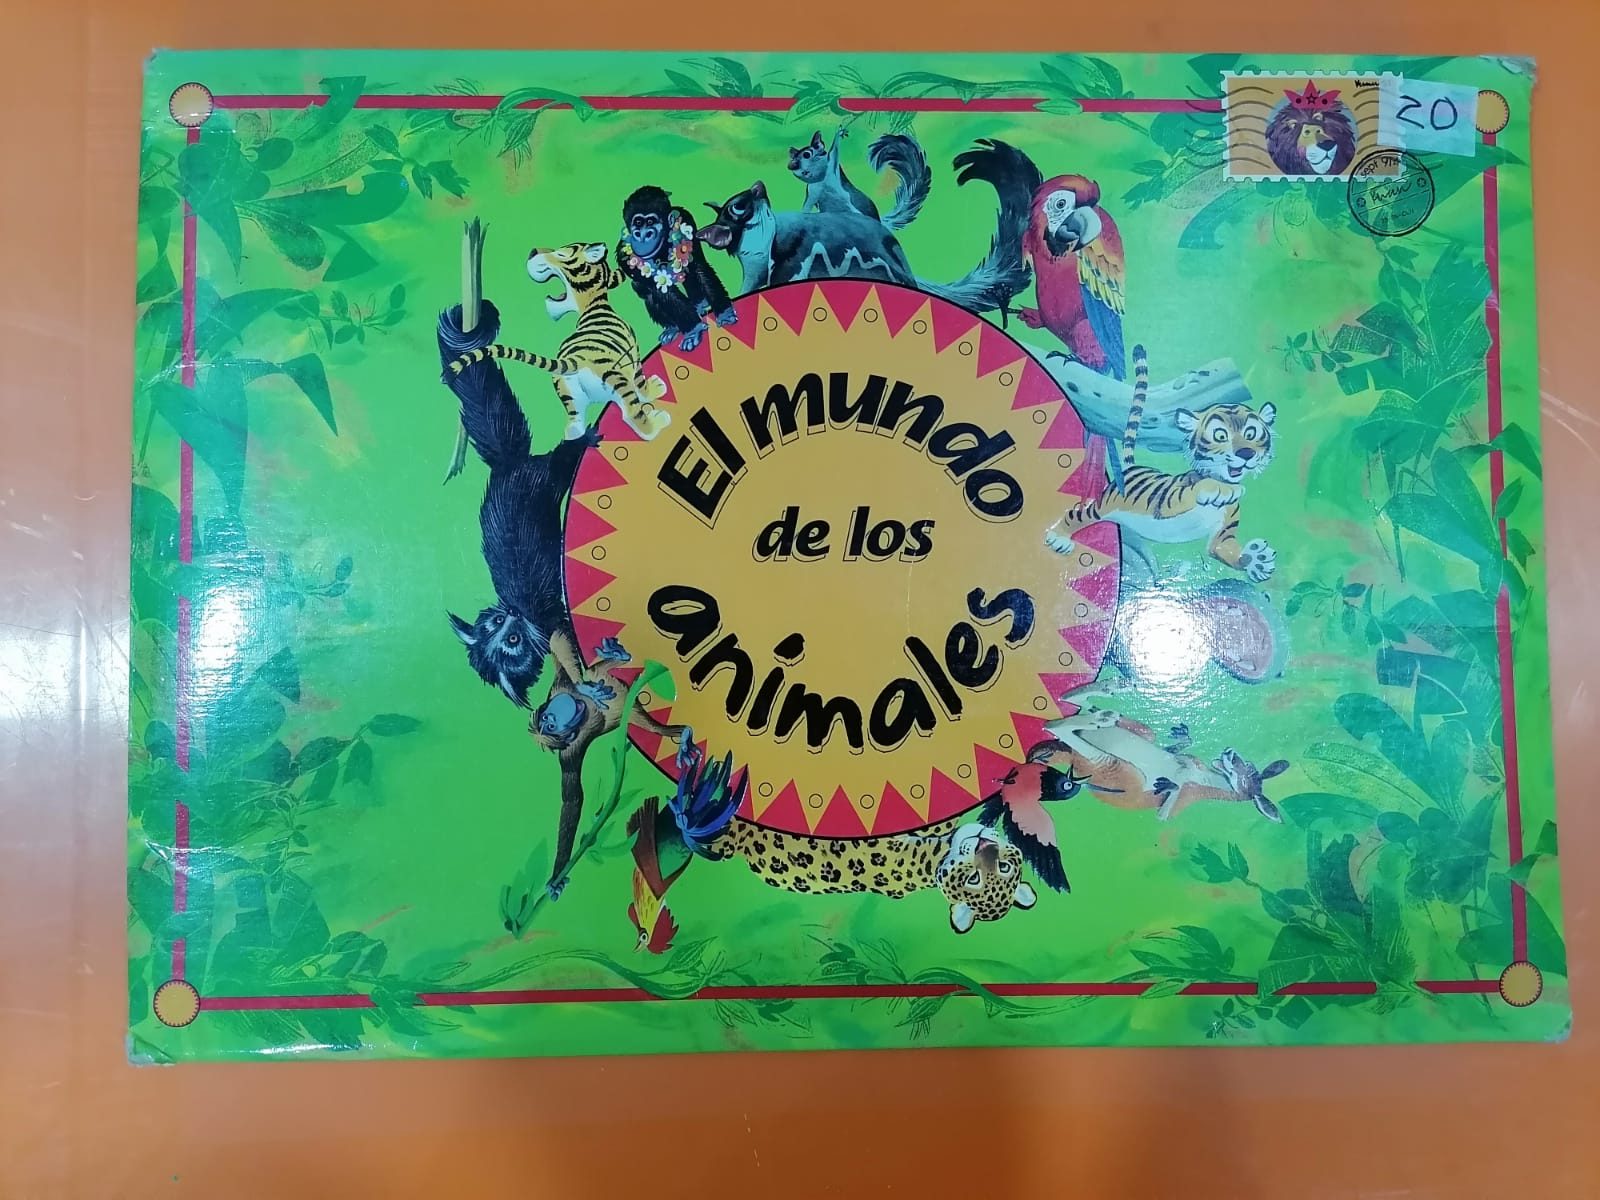 20
El mundo
de los
animales